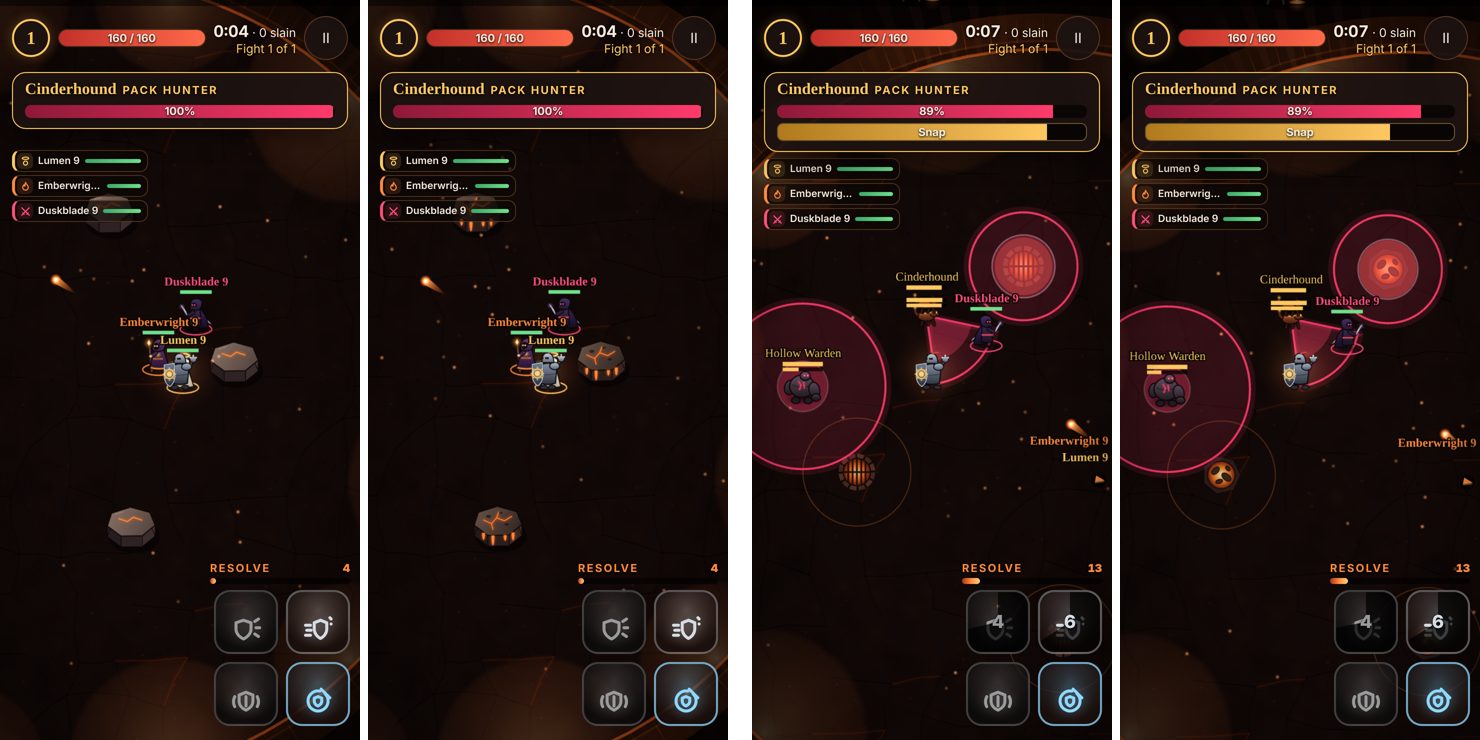 1
160 / 160
0:04 · 0 slain
Fight 1 of 1
Cinderhound PACK HUNTER
100%
Lumen 9
Emberwrig...
Duskblade 9
Duskblade 9
Emberwright 9
Lumen 9
RESOLVE 4
1
160 / 160
0:04 · 0 slain
Fight 1 of 1
Cinderhound PACK HUNTER
100%
Lumen 9
Emberwrig...
Duskblade 9
Duskblade 9
Emberwright 9
Lumen 9
RESOLVE 4
1
160 / 160
0:07 · 0 slain
Fight 1 of 1
Cinderhound PACK HUNTER
89%
Snap
Lumen 9
Emberwrig...
Duskblade 9
Cinderhound
Duskblade 9
Hollow Warden
Emberwright 9
Lumen 9
RESOLVE 13
4 6
1
160 / 160
0:07 · 0 slain
Fight 1 of 1
Cinderhound PACK HUNTER
89%
Snap
Lumen 9
Emberwrig...
Duskblade 9
Cinderhound
Duskblade 9
Hollow Warden
Emberwright 9
RESOLVE 13
4 6